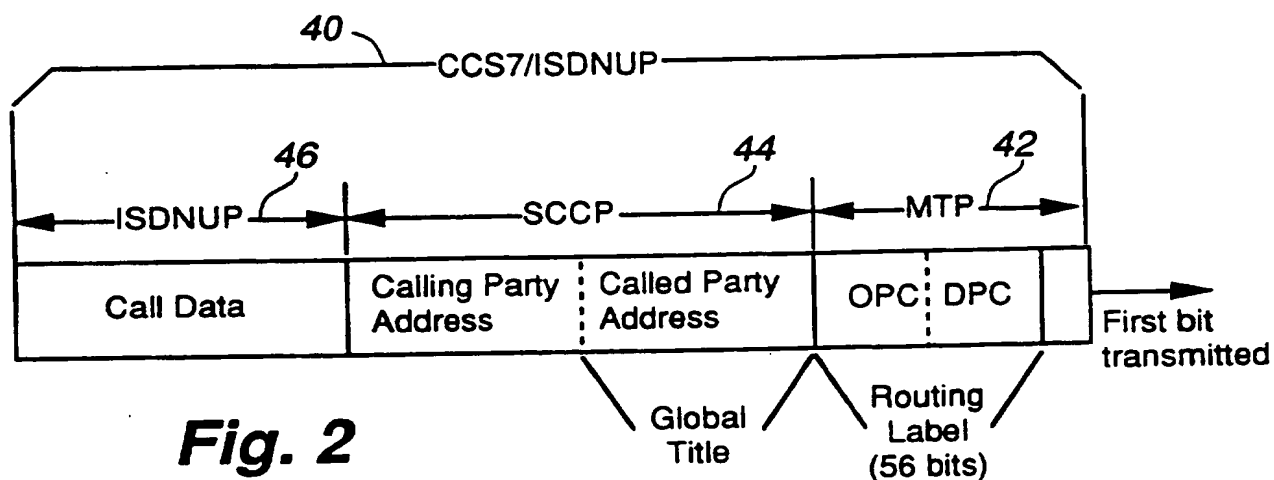 40
CCS7/ISDNUP
46
44
42
ISDNUP
SCCP
MTP
Call Data
Calling Party
Address
Called Party
Address
OPC
DPC
First bit
transmitted
Global
Title
Routing
Label
(56 bits)
Fig. 2